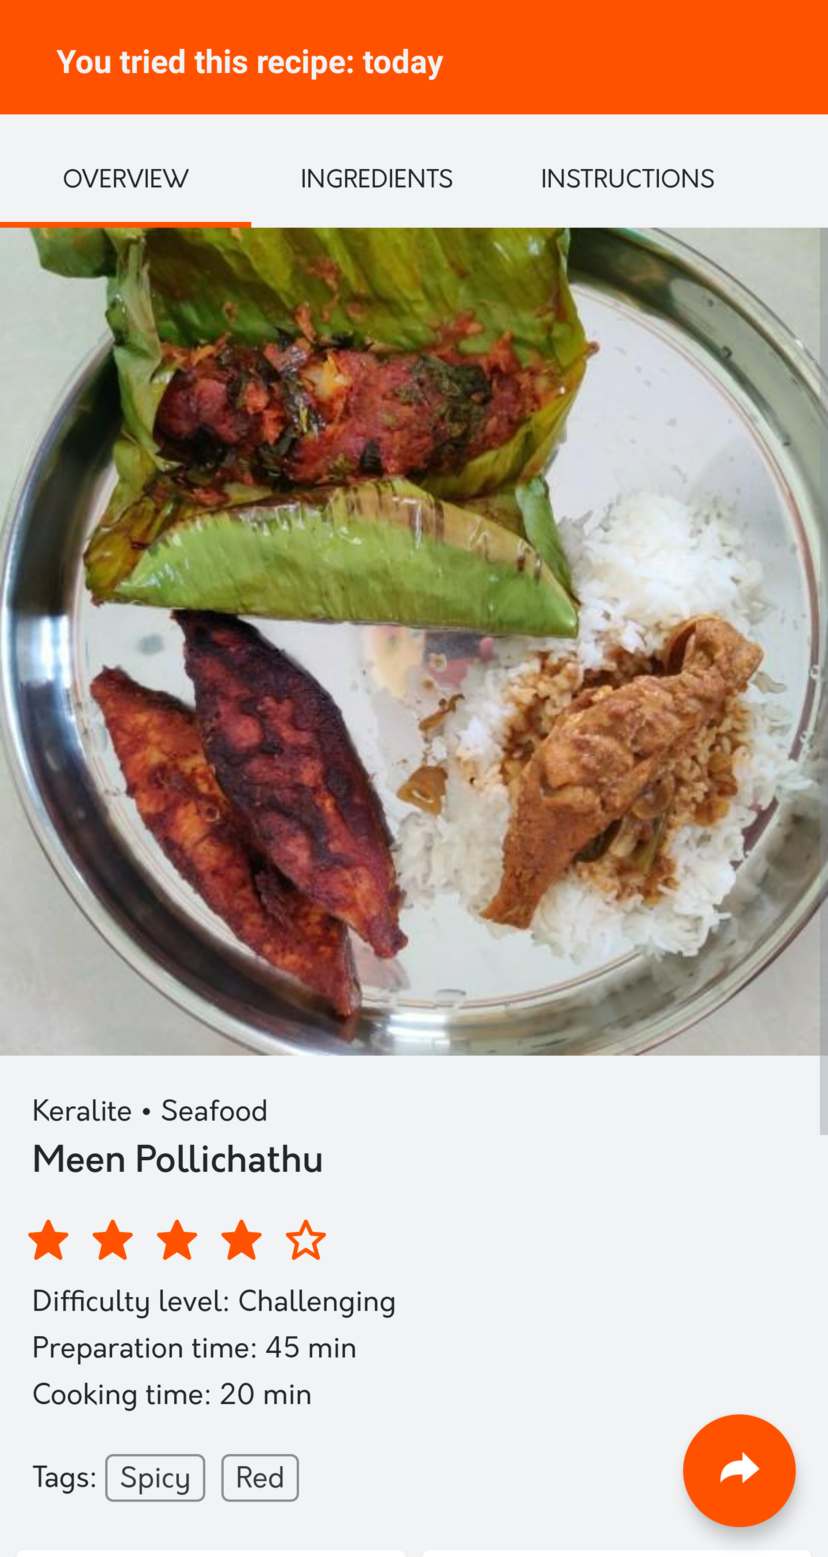 You tried this recipe: today
OVERVIEW INGREDIENTS INSTRUCTIONS
Keralite • Seafood
Meen Pollichathu
Difficulty level: Challenging
Preparation time: 45 min
Cooking time: 20 min
Tags: Spicy Red